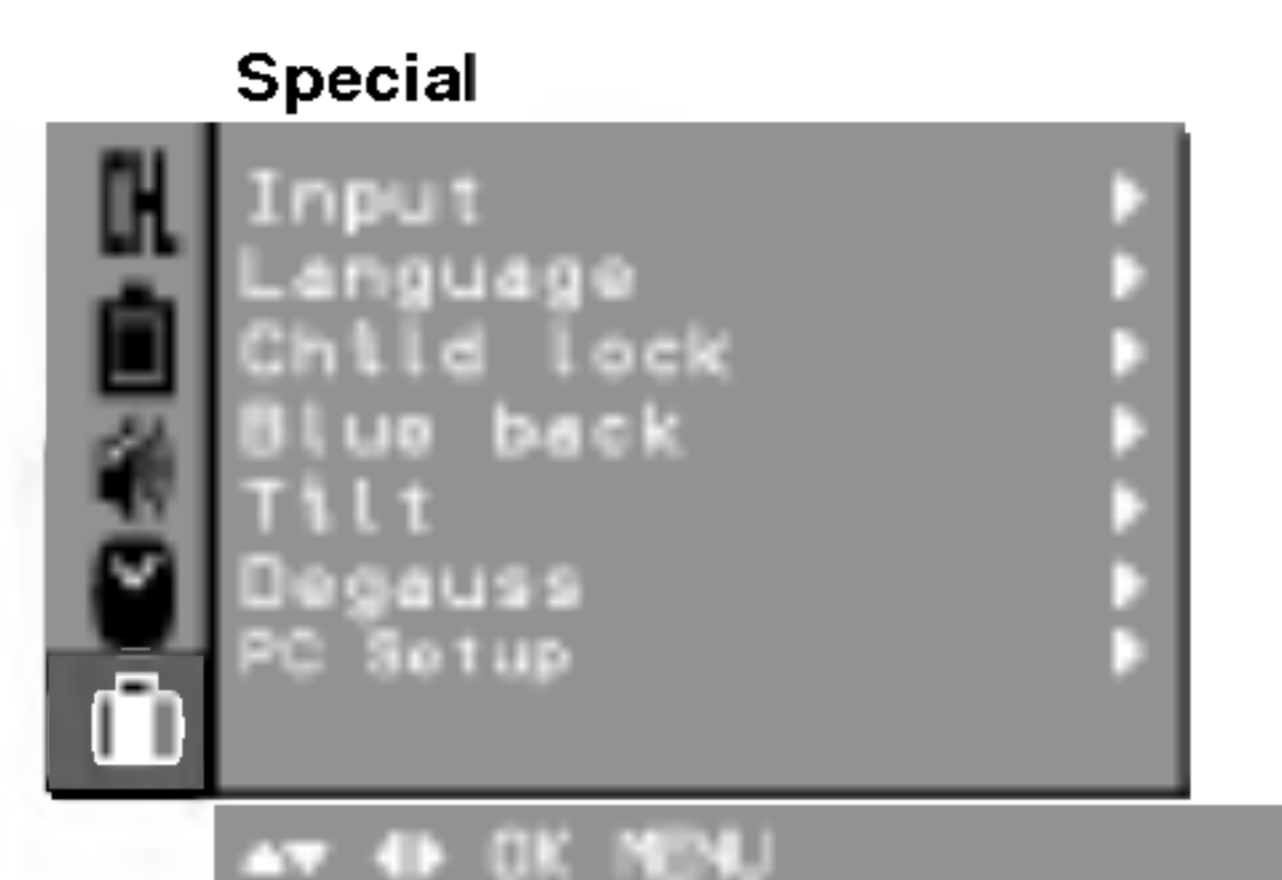 Special
Input
Language
Child lock
Blue back
Tilt
Degauss
PC Setup
OK MENU